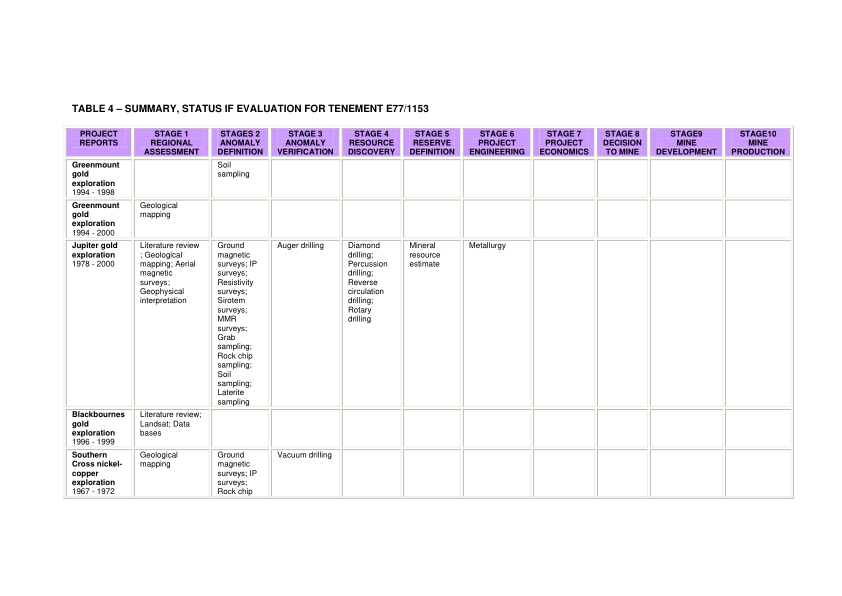 TABLE 4 – SUMMARY, STATUS IF EVALUATION FOR TENEMENT E77/1153
PROJECT
REPORTS
STAGE 1
REGIONAL
ASSESSMENT
STAGES 2
ANOMALY
DEFINITION
STAGE 3
ANOMALY
VERIFICATION
STAGE 4
RESOURCE
DISCOVERY
STAGE 5
RESERVE
DEFINITION
STAGE 6
PROJECT
ENGINEERING
STAGE 7
PROJECT
ECONOMICS
STAGE 8
DECISION
TO MINE
STAGE9
MINE
DEVELOPMENT
STAGE10
MINE
PRODUCTION
Greenmount
gold
exploration
1994 - 1998
Soil
sampling
Greenmount
gold
exploration
1994 - 2000
Geological
mapping
Jupiter gold
exploration
1978 - 2000
Literature review
; Geological
mapping; Aerial
magnetic
surveys;
Geophysical
interpretation
Ground
magnetic
surveys; IP
surveys;
Resistivity
surveys;
Sirotem
surveys;
MMR
surveys;
Grab
sampling;
Rock chip
sampling;
Soil
sampling;
Laterite
sampling
Auger drilling
Diamond
drilling;
Percussion
drilling;
Reverse
circulation
drilling;
Rotary
drilling
Mineral
resource
estimate
Metallurgy
Blackbournes
gold
exploration
1996 - 1999
Literature review;
Landsat; Data
bases
Southern
Cross nickel-
copper
exploration
1967 - 1972
Geological
mapping
Ground
magnetic
surveys; IP
surveys;
Rock chip
Vacuum drilling